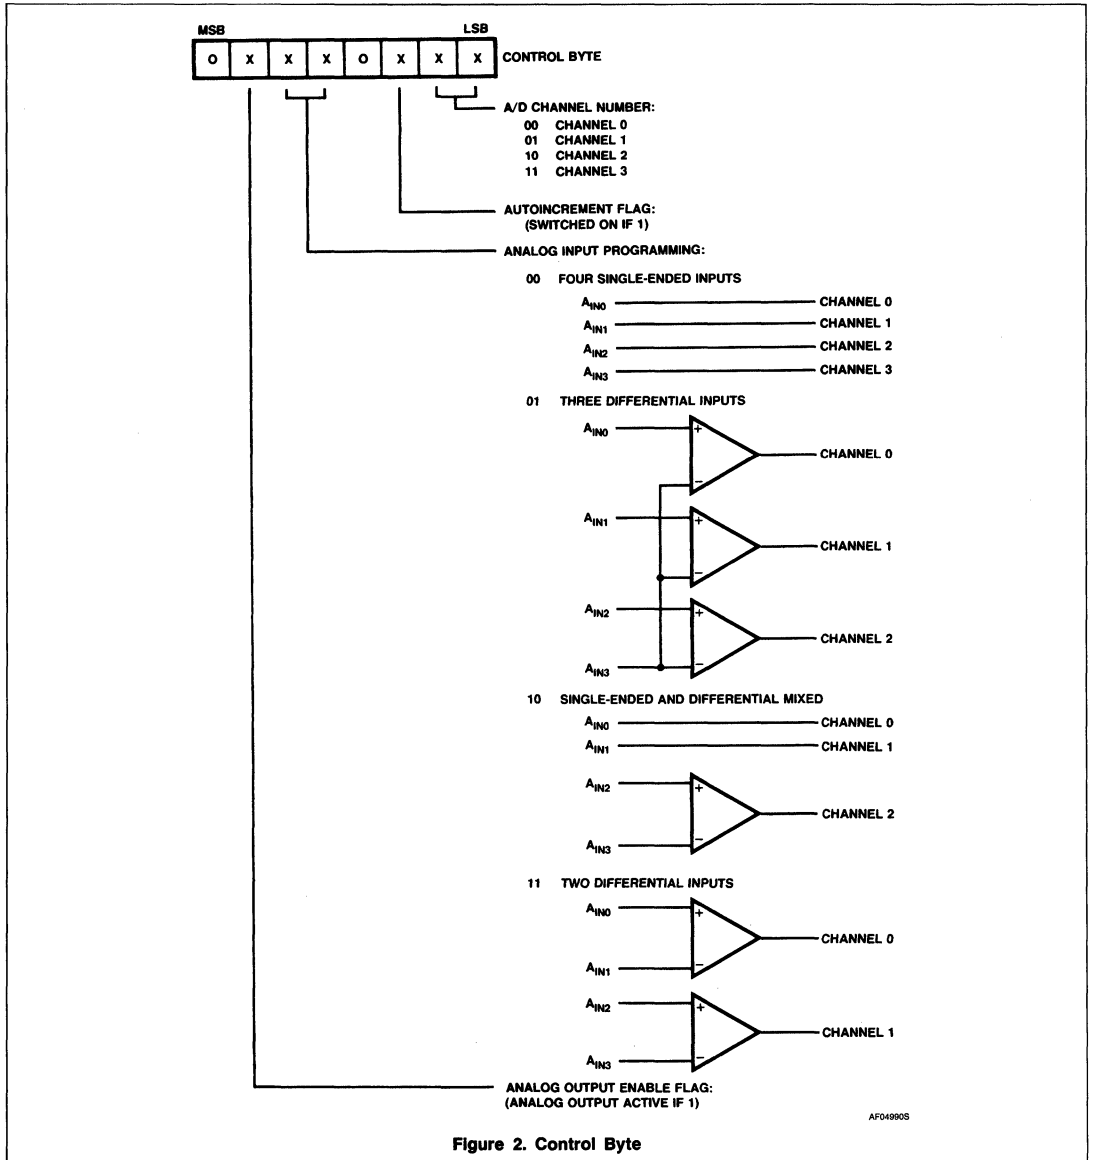 MSB LSB
O X X X O X X X CONTROL BYTE
A/D CHANNEL NUMBER:
00 CHANNEL 0
01 CHANNEL 1
10 CHANNEL 2
11 CHANNEL 3
AUTOINCREMENT FLAG:
(SWITCHED ON IF 1)
ANALOG INPUT PROGRAMMING:
00 FOUR SINGLE-ENDED INPUTS
AIN0 CHANNEL 0
AIN1 CHANNEL 1
AIN2 CHANNEL 2
AIN3 CHANNEL 3
01 THREE DIFFERENTIAL INPUTS
AIN0 + CHANNEL 0
−
AIN1 + CHANNEL 1
−
AIN2 + CHANNEL 2
AIN3 −
10 SINGLE-ENDED AND DIFFERENTIAL MIXED
AIN0 CHANNEL 0
AIN1 CHANNEL 1
AIN2 + CHANNEL 2
AIN3 −
11 TWO DIFFERENTIAL INPUTS
AIN0 + CHANNEL 0
AIN1 −
AIN2 + CHANNEL 1
AIN3 −
ANALOG OUTPUT ENABLE FLAG:
(ANALOG OUTPUT ACTIVE IF 1)
AF04990S
Figure 2. Control Byte